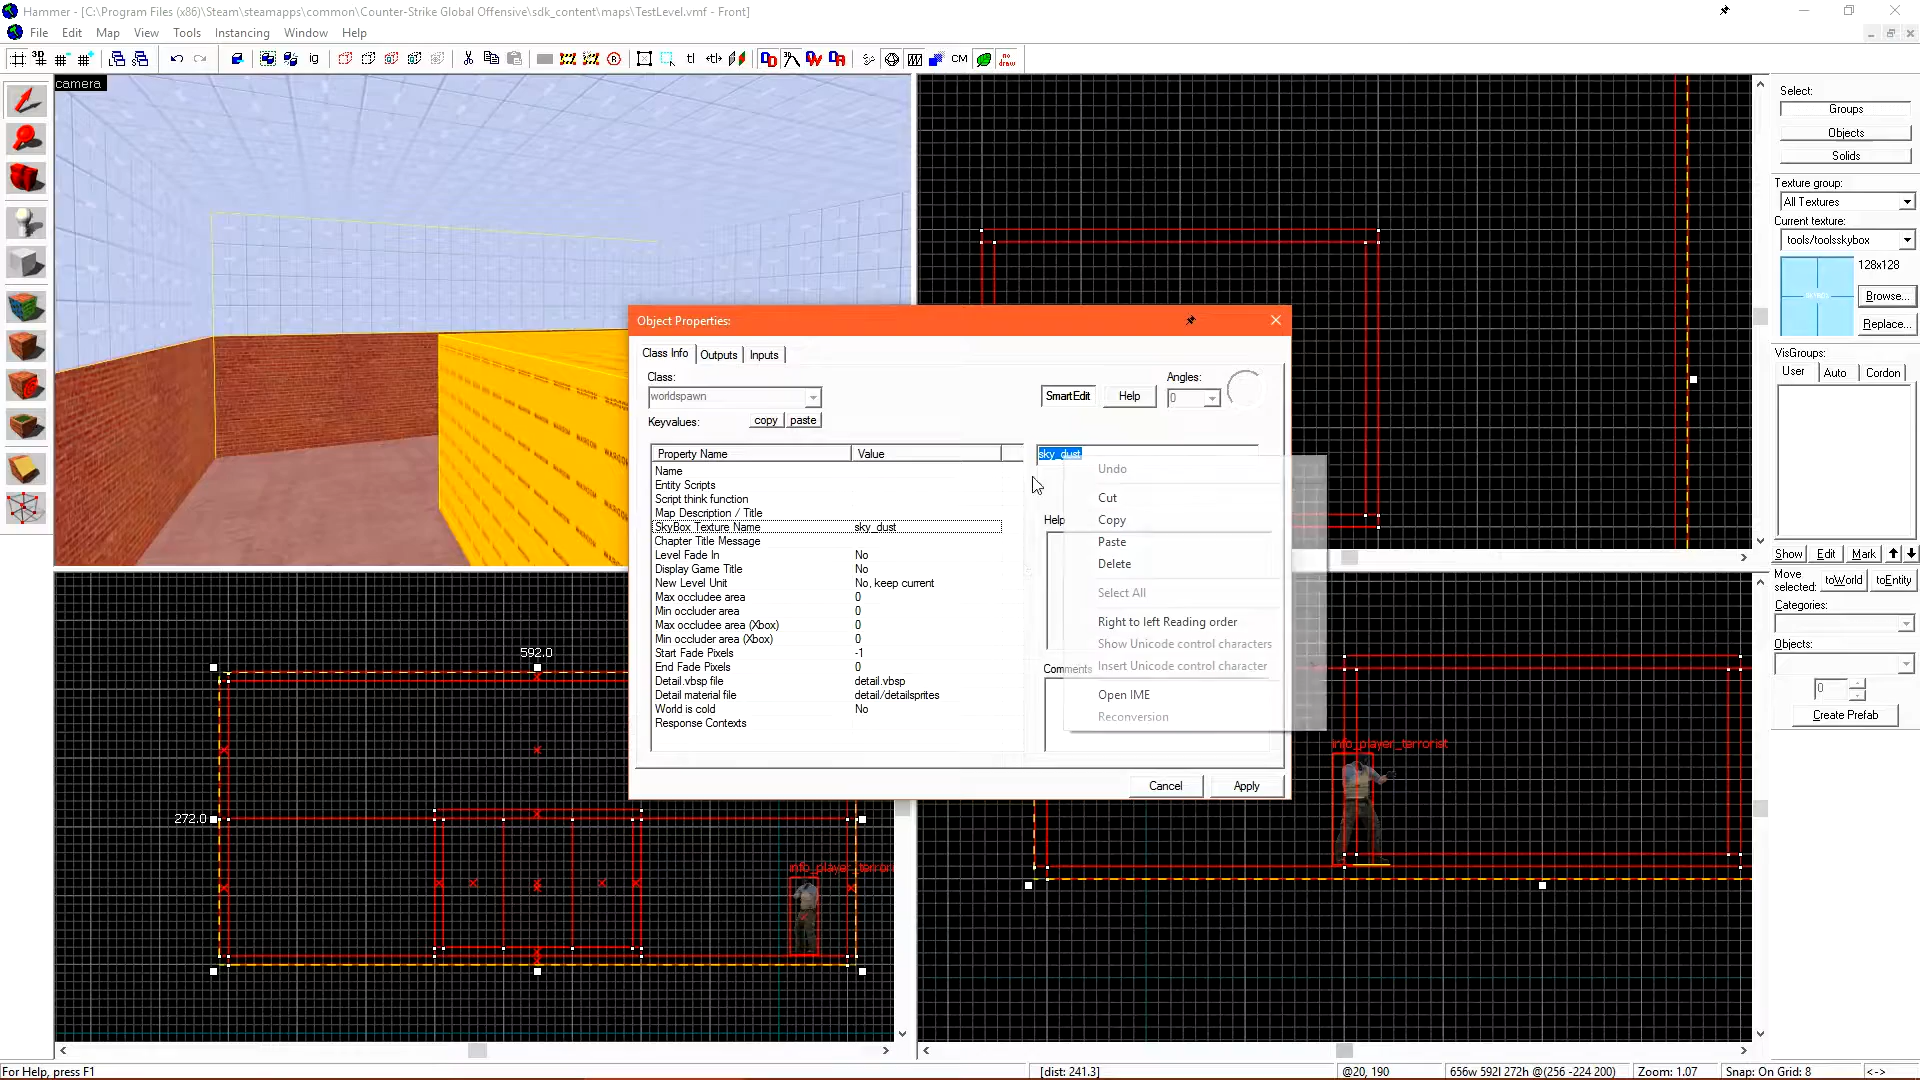 Hammer - [C:\Program Files (x86)\Steam\steamapps\common\Counter-Strike Global Offensive\sdk_content\maps\TestLevel.vmf - Front]
File Edit Map View Tools Instancing Window Help
camera
Select:
Groups
Objects
Solids
Texture group:
All Textures
Current texture:
tools/toolsskybox
128x128
Browse...
Replace...
VisGroups:
User Auto Cordon
Show Edit Mark
Move selected: toWorld toEntity
Categories:
Objects:
0
Create Prefab
Object Properties:
Class Info Outputs Inputs
Class:
worldspawn
SmartEdit Help
Angles:
0
Keyvalues: copy paste
Property Name Value
Name
Entity Scripts
Script think function
Map Description / Title
SkyBox Texture Name sky_dust
Chapter Title Message
Level Fade In No
Display Game Title No
New Level Unit No, keep current
Max occludee area 0
Min occluder area 0
Max occludee area (Xbox) 0
Min occluder area (Xbox) 0
Start Fade Pixels -1
End Fade Pixels 0
Detail.vbsp file detail.vbsp
Detail material file detail/detailsprites
World is cold No
Response Contexts
sky_dust
Help
Comments
Undo
Cut
Copy
Paste
Delete
Select All
Right to left Reading order
Show Unicode control characters
Insert Unicode control character
Open IME
Reconversion
Cancel Apply
592.0
272.0
info_player_terrori
info_player_terrorist
For Help, press F1
[dist: 241.3]
@20, 190
656w 592l 272h @(256 -224 200)
Zoom: 1.07
Snap: On Grid: 8
<->